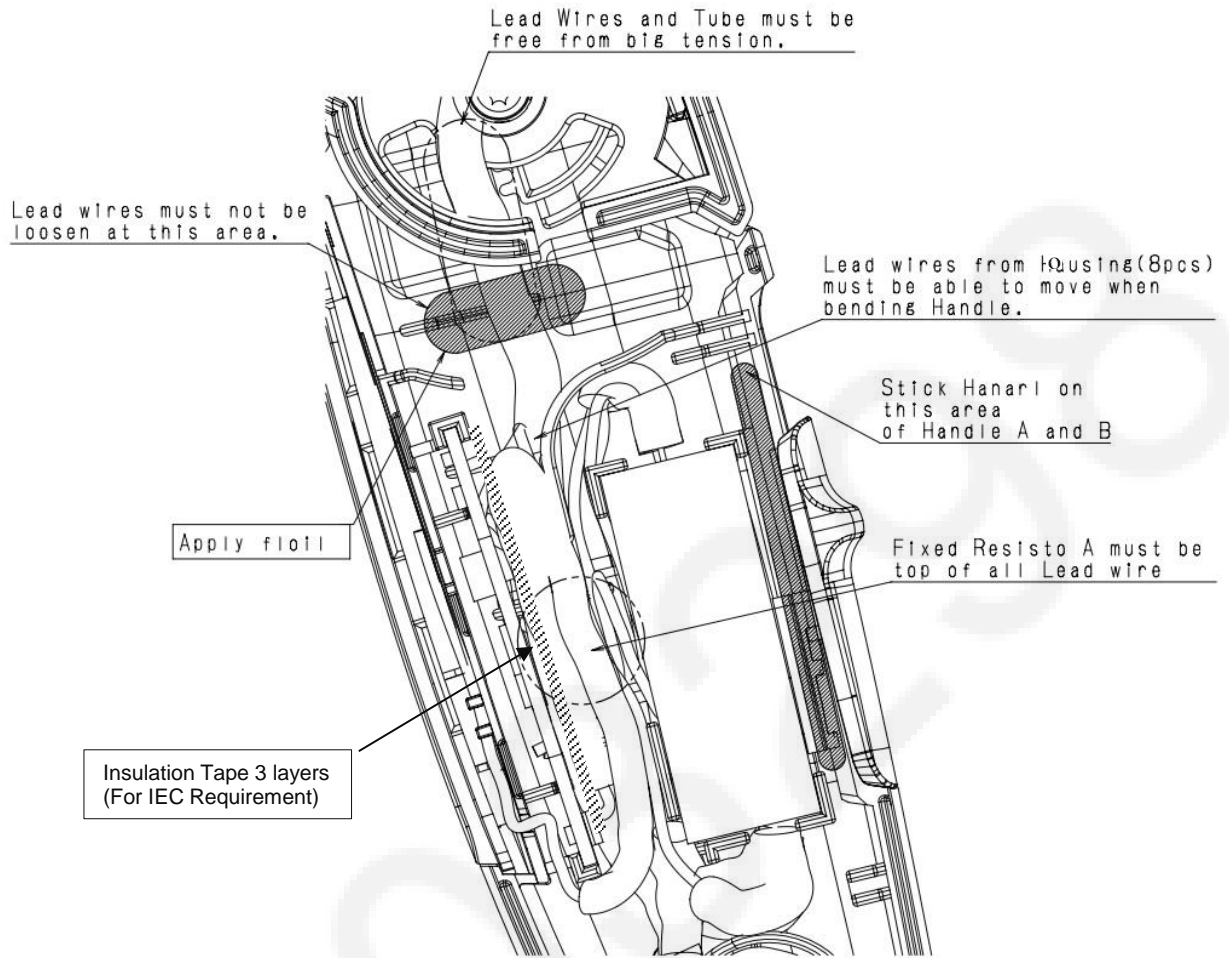 Lead Wires and Tube must be
free from big tension.
Lead wires must not be
loosen at this area.
Lead wires from Housing(8pcs)
must be able to move when
bending Handle.
Stick Hanarl on
this area
of Handle A and B
Apply floil
Fixed Resisto A must be
top of all Lead wire
Insulation Tape 3 layers
(For IEC Requirement)